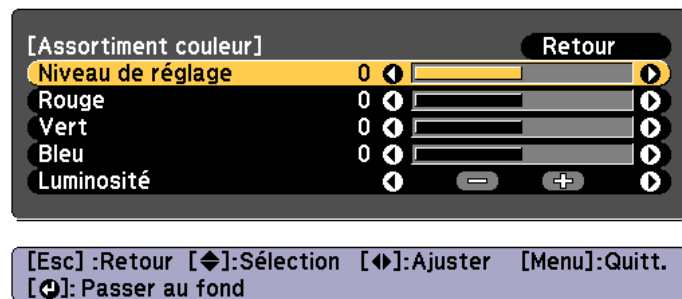 [Assortiment couleur] Retour
Niveau de réglage 0
Rouge 0
Vert 0
Bleu 0
Luminosité
[Esc] :Retour [◆]:Sélection [◆]:Ajuster [Menu]:Quitt.
[↵]: Passer au fond